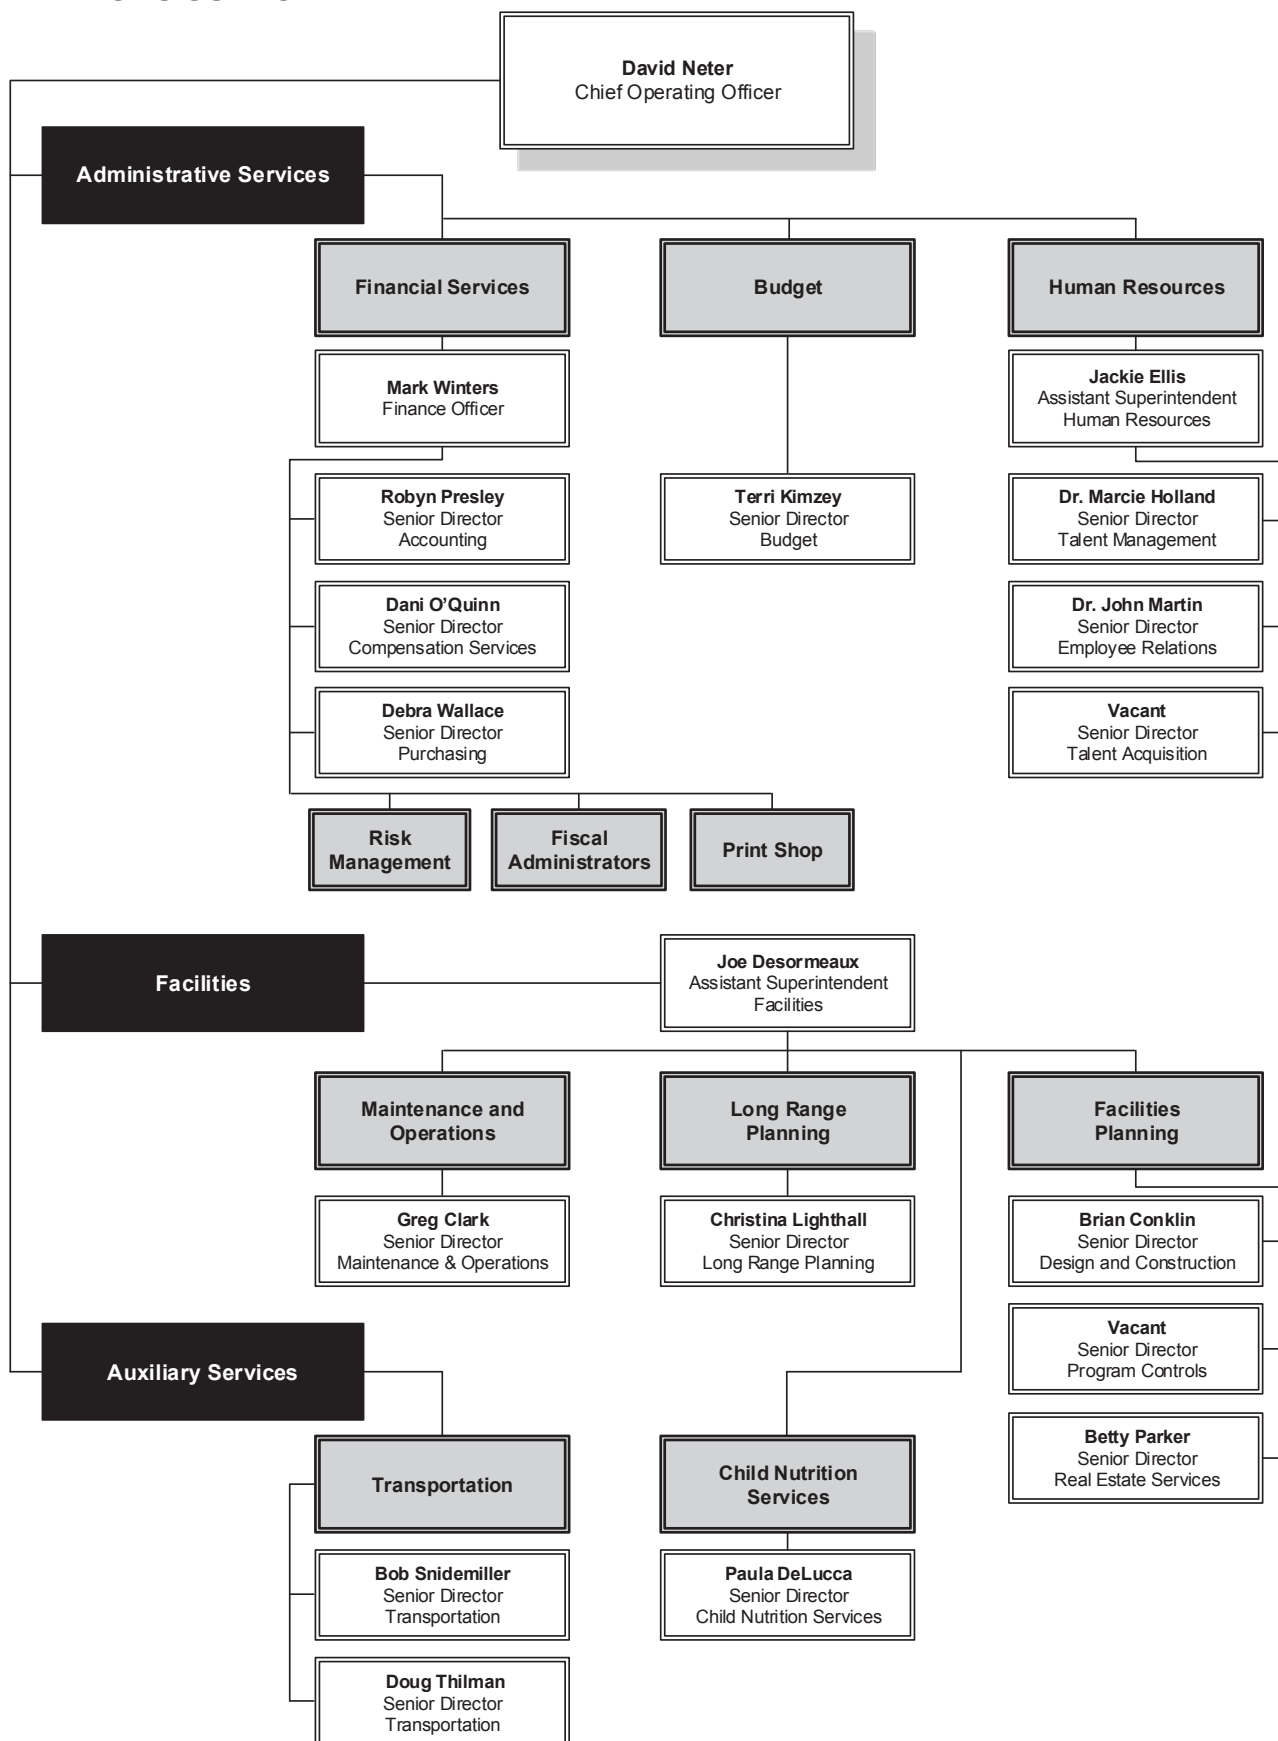 David Neter
Chief Operating Officer
Administrative Services
Financial Services
Budget
Human Resources
Mark Winters
Finance Officer
Jackie Ellis
Assistant Superintendent
Human Resources
Robyn Presley
Senior Director
Accounting
Terri Kimzey
Senior Director
Budget
Dr. Marcie Holland
Senior Director
Talent Management
Dani O’Quinn
Senior Director
Compensation Services
Dr. John Martin
Senior Director
Employee Relations
Debra Wallace
Senior Director
Purchasing
Vacant
Senior Director
Talent Acquisition
Risk
Management
Fiscal
Administrators
Print Shop
Facilities
Joe Desormeaux
Assistant Superintendent
Facilities
Maintenance and
Operations
Long Range
Planning
Facilities
Planning
Greg Clark
Senior Director
Maintenance & Operations
Christina Lighthall
Senior Director
Long Range Planning
Brian Conklin
Senior Director
Design and Construction
Vacant
Senior Director
Program Controls
Auxiliary Services
Transportation
Child Nutrition
Services
Betty Parker
Senior Director
Real Estate Services
Bob Snidemiller
Senior Director
Transportation
Paula DeLucca
Senior Director
Child Nutrition Services
Doug Thilman
Senior Director
Transportation